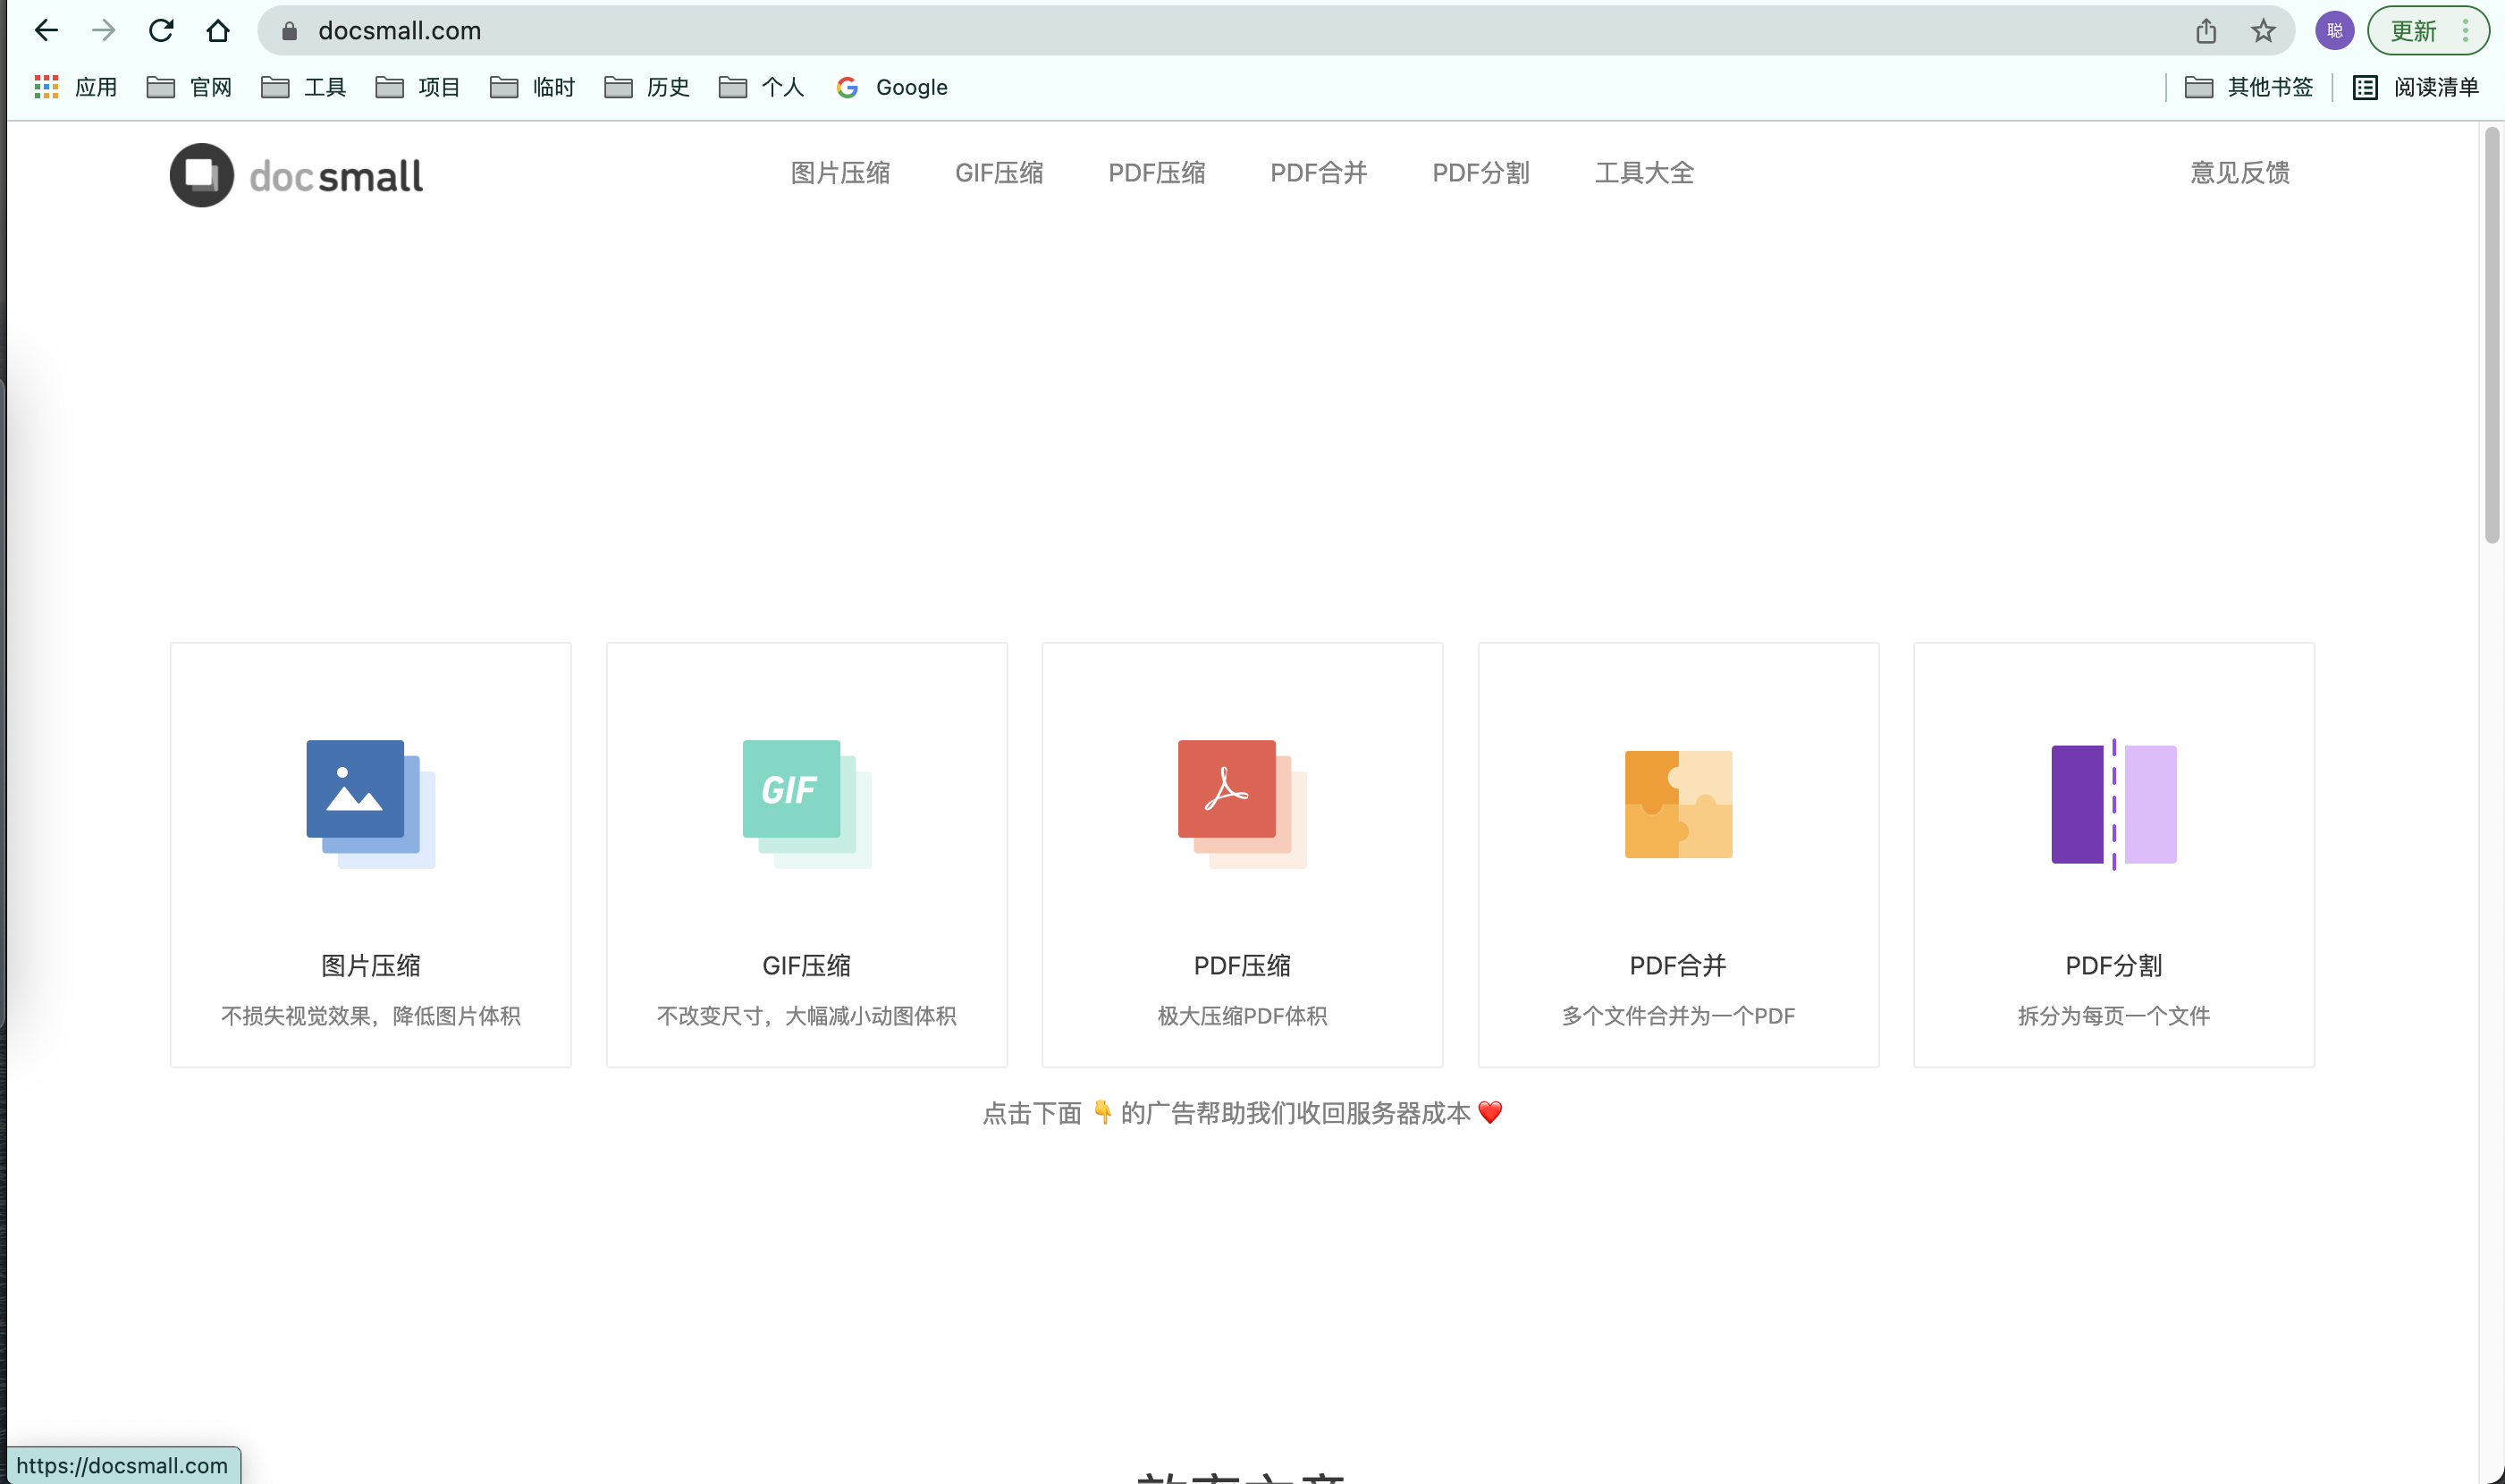 docsmall.com
聪
更新
应用
官网
工具
项目
临时
历史
个人
Google
其他书签
阅读清单
docsmall
图片压缩
GIF压缩
PDF压缩
PDF合并
PDF分割
工具大全
意见反馈
GIF
图片压缩
不损失视觉效果，降低图片体积
GIF压缩
不改变尺寸，大幅减小动图体积
PDF压缩
极大压缩PDF体积
PDF合并
多个文件合并为一个PDF
PDF分割
拆分为每页一个文件
点击下面 👇 的广告帮助我们收回服务器成本 ❤️
https://docsmall.com